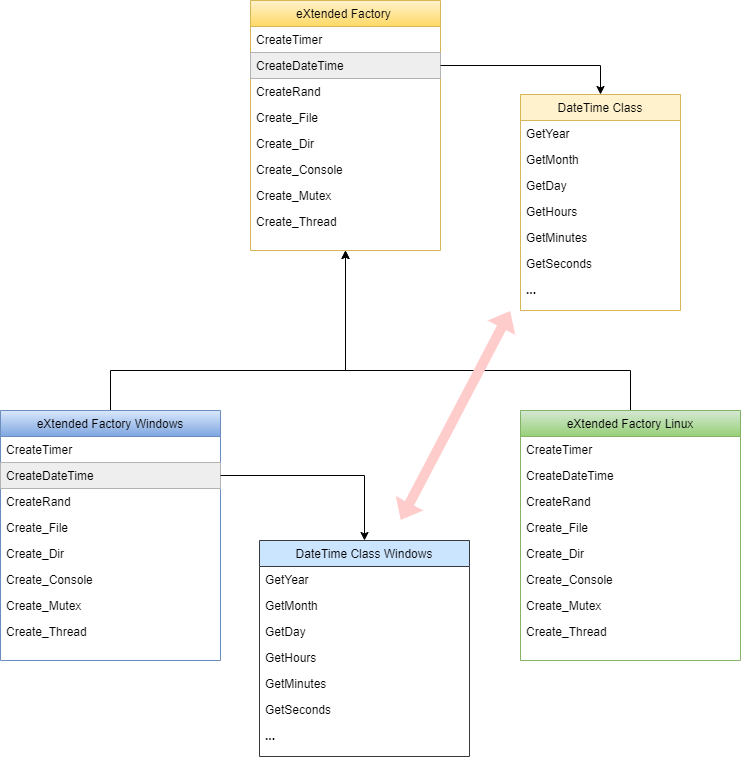 eXtended Factory
CreateTimer
CreateDateTime
CreateRand
Create_File
Create_Dir
Create_Console
Create_Mutex
Create_Thread
DateTime Class
GetYear
GetMonth
GetDay
GetHours
GetMinutes
GetSeconds
...
eXtended Factory Windows
CreateTimer
CreateDateTime
CreateRand
Create_File
Create_Dir
Create_Console
Create_Mutex
Create_Thread
DateTime Class Windows
GetYear
GetMonth
GetDay
GetHours
GetMinutes
GetSeconds
...
eXtended Factory Linux
CreateTimer
CreateDateTime
CreateRand
Create_File
Create_Dir
Create_Console
Create_Mutex
Create_Thread